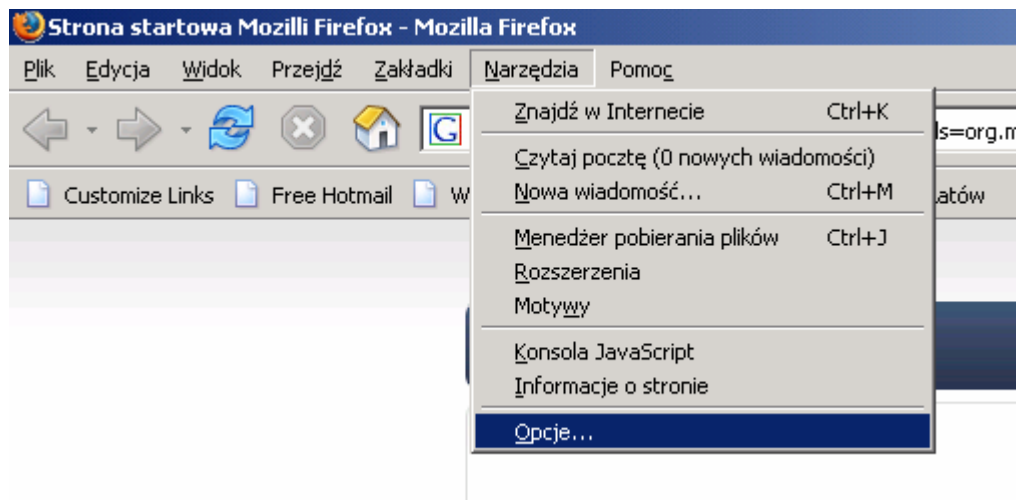 Strona startowa Mozilli Firefox - Mozilla Firefox
Plik Edycja Widok Przejdź Zakładki Narzędzia Pomoc
Znajdź w Internecie Ctrl+K
ls=org.m
Czytaj pocztę (0 nowych wiadomości)
Customize Links Free Hotmail W
Nowa wiadomość... Ctrl+M
atów
Menedżer pobierania plików Ctrl+J
Rozszerzenia
Motywy
Konsola JavaScript
Informacje o stronie
Opcje...